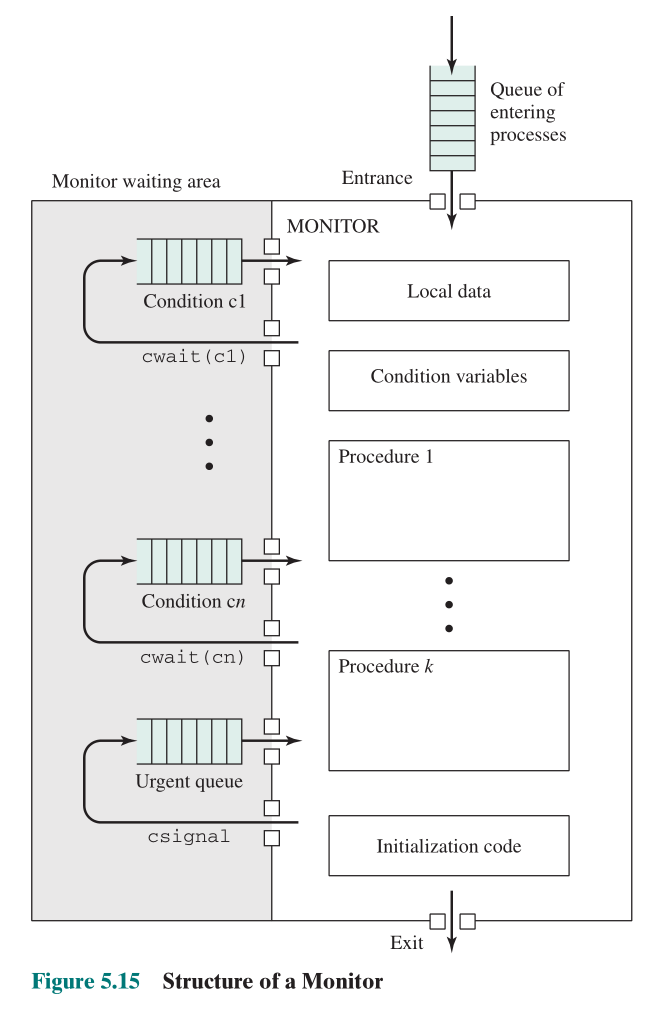 Queue of
entering
processes
Monitor waiting area
Entrance
MONITOR
Condition c1
cwait(c1)
Local data
Condition variables
Procedure 1
Condition cn
cwait(cn)
Procedure k
Urgent queue
csignal
Initialization code
Exit
Figure 5.15 Structure of a Monitor